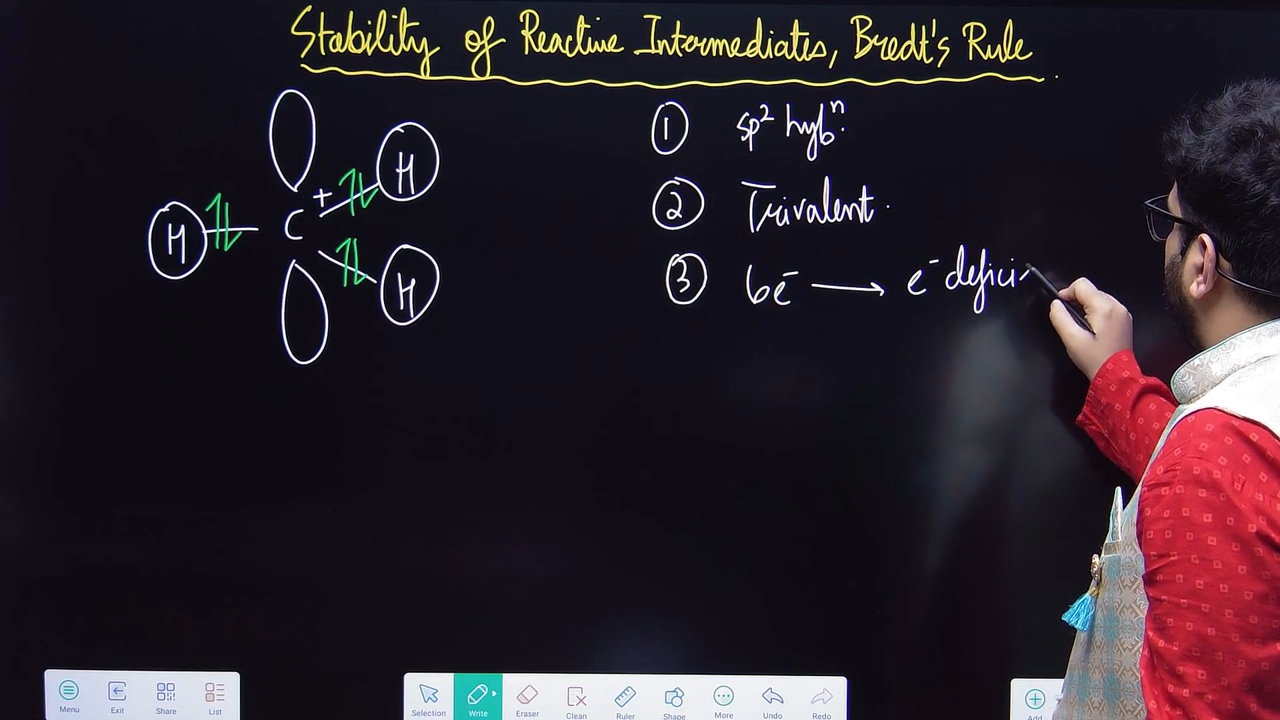 Stability of Reactive Intermediates, Bredt's Rule
① sp² hybⁿ.
② Trivalent.
③ 6e⁻ → e⁻ defici
H C + H
H
Menu Exit Share List
Selection Write Eraser Clean Ruler Shape More Undo Redo
Add